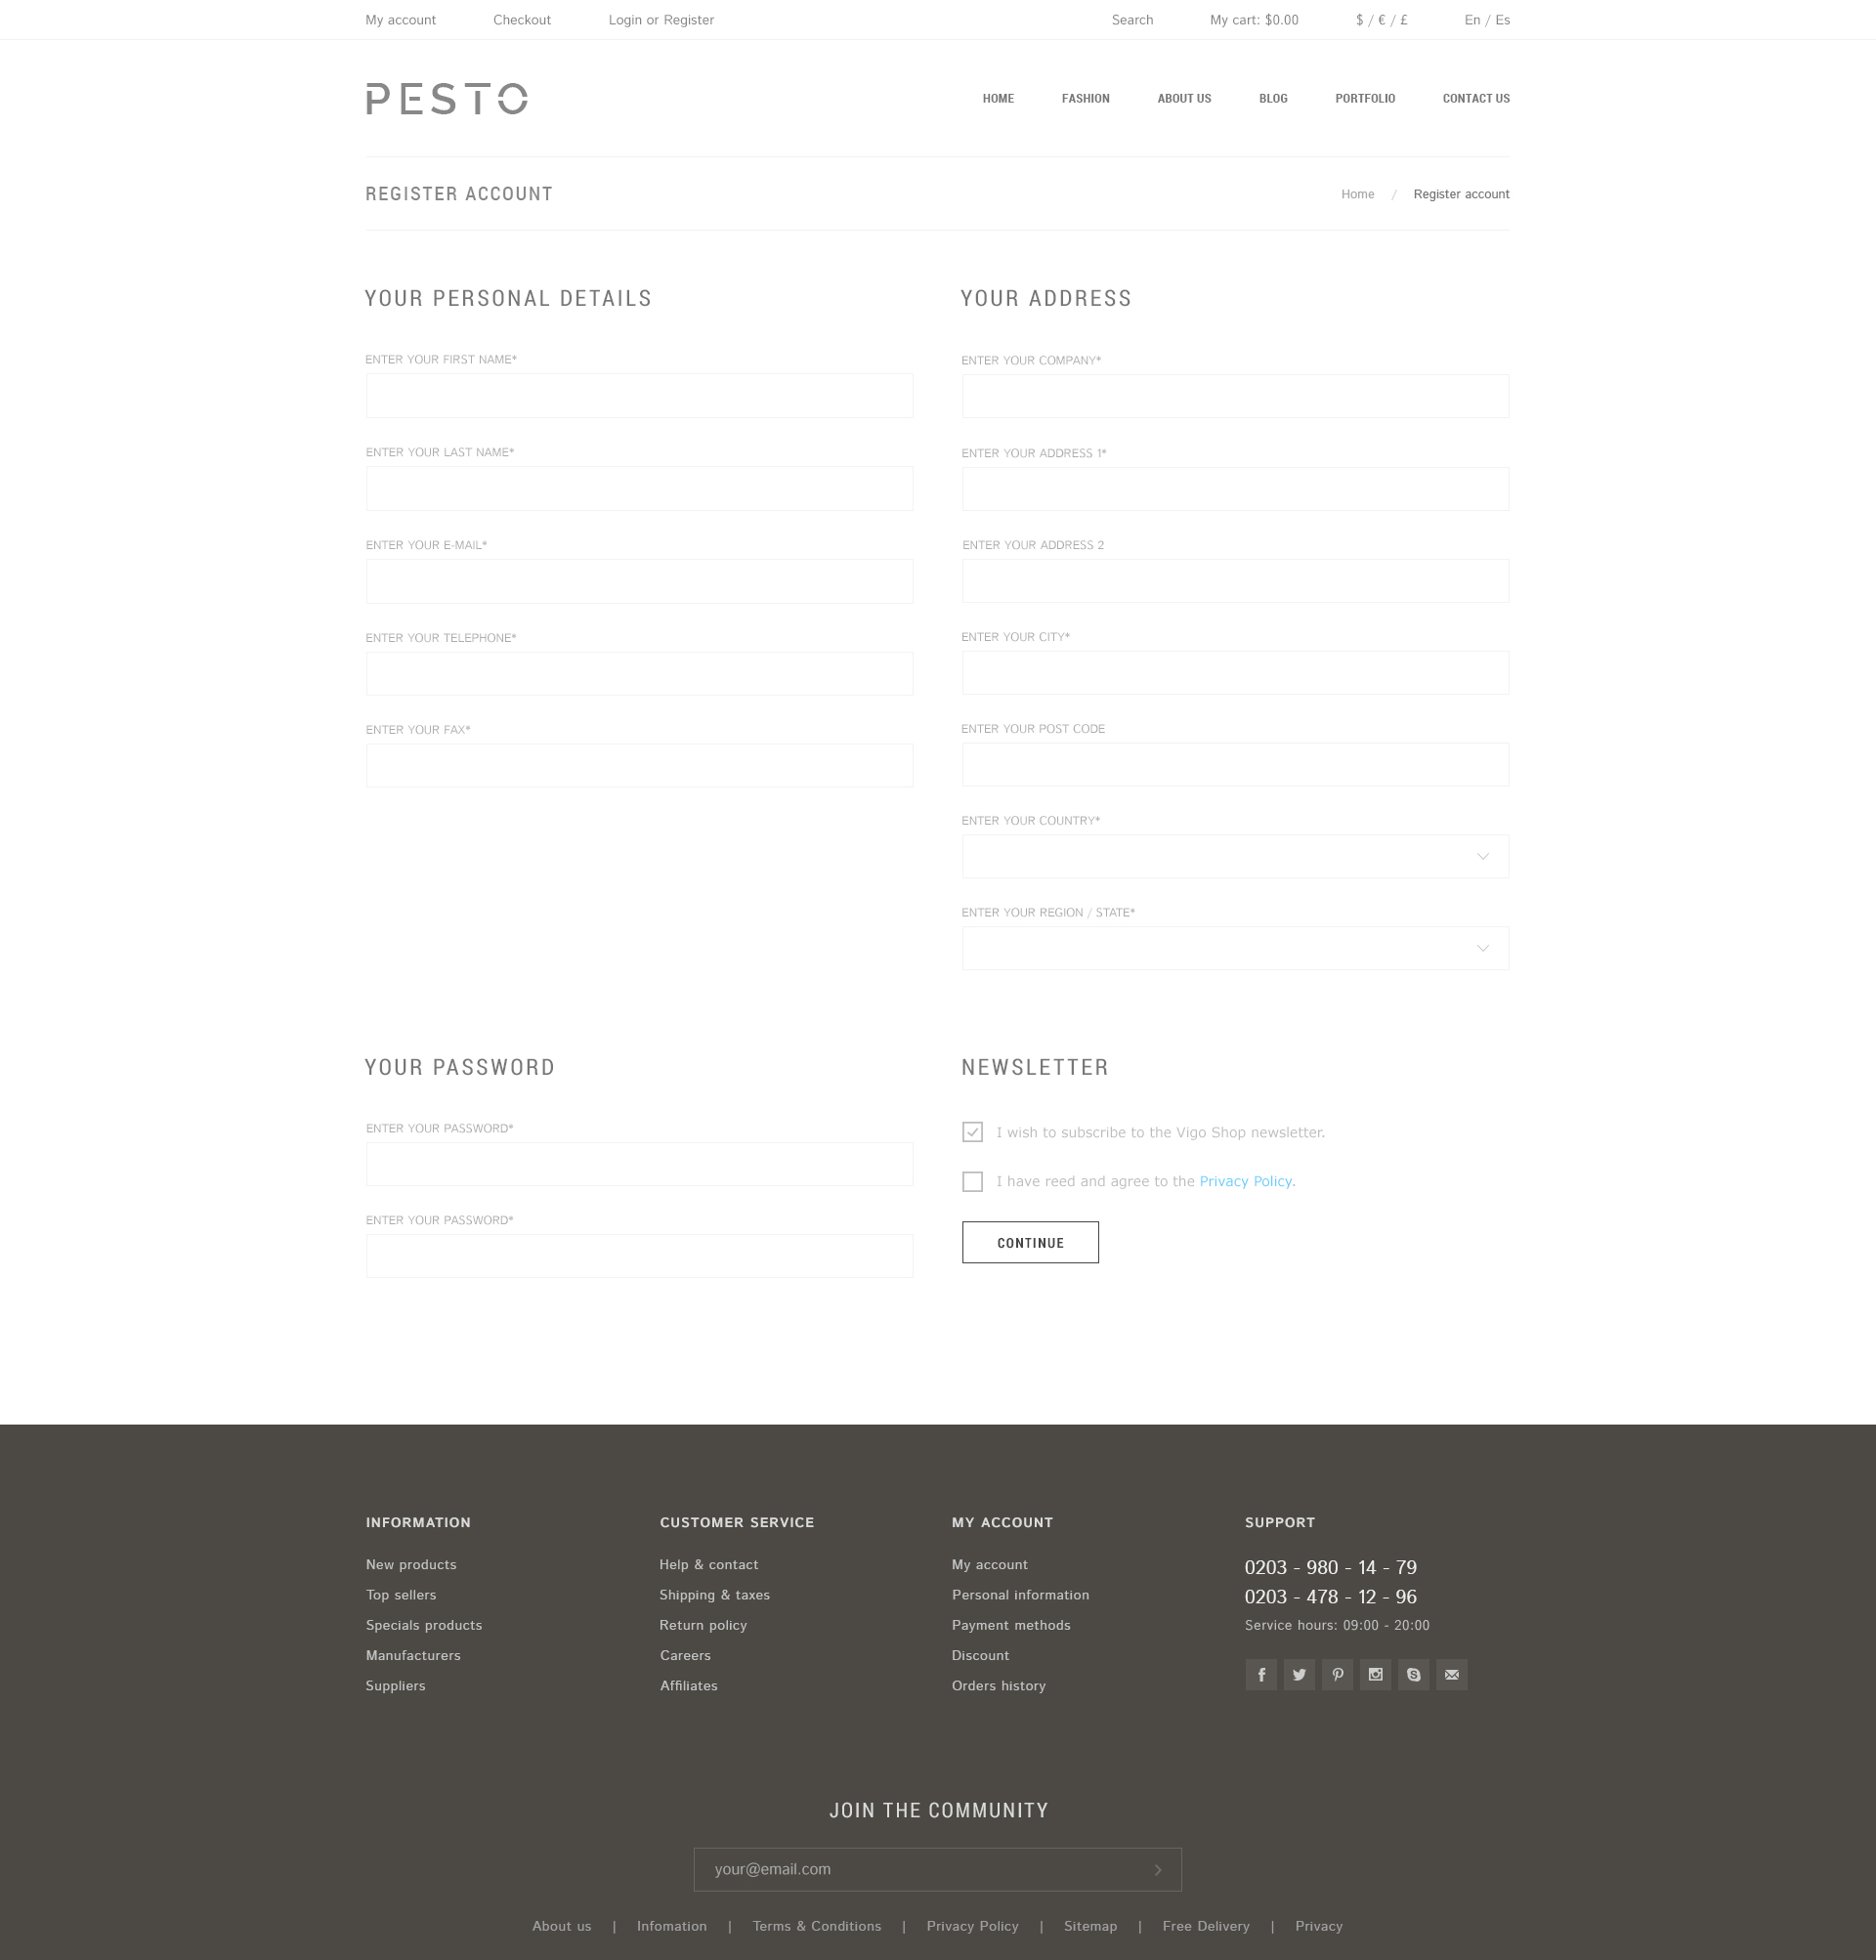 My account Checkout Login or Register Search My cart: $0.00 $ / € / £ En / Es
PESTO HOME FASHION ABOUT US BLOG PORTFOLIO CONTACT US
REGISTER ACCOUNT Home / Register account
YOUR PERSONAL DETAILS
ENTER YOUR FIRST NAME*
ENTER YOUR LAST NAME*
ENTER YOUR E-MAIL*
ENTER YOUR TELEPHONE*
ENTER YOUR FAX*
YOUR ADDRESS
ENTER YOUR COMPANY*
ENTER YOUR ADDRESS 1*
ENTER YOUR ADDRESS 2
ENTER YOUR CITY*
ENTER YOUR POST CODE
ENTER YOUR COUNTRY*
ENTER YOUR REGION / STATE*
YOUR PASSWORD
ENTER YOUR PASSWORD*
ENTER YOUR PASSWORD*
NEWSLETTER
I wish to subscribe to the Vigo Shop newsletter.
I have reed and agree to the Privacy Policy.
CONTINUE
INFORMATION
New products
Top sellers
Specials products
Manufacturers
Suppliers
CUSTOMER SERVICE
Help & contact
Shipping & taxes
Return policy
Careers
Affiliates
MY ACCOUNT
My account
Personal information
Payment methods
Discount
Orders history
SUPPORT
0203 - 980 - 14 - 79
0203 - 478 - 12 - 96
Service hours: 09:00 - 20:00
JOIN THE COMMUNITY
your@email.com
About us | Infomation | Terms & Conditions | Privacy Policy | Sitemap | Free Delivery | Privacy